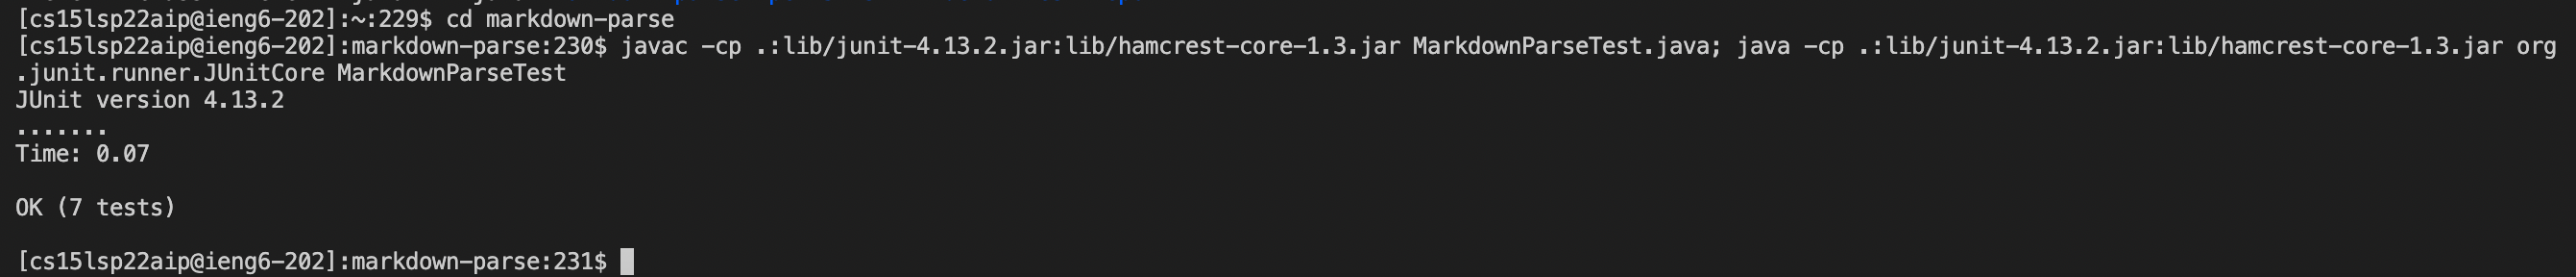 [cs15lsp22aip@ieng6-202]:~:229$ cd markdown-parse
[cs15lsp22aip@ieng6-202]:markdown-parse:230$ javac -cp .:lib/junit-4.13.2.jar:lib/hamcrest-core-1.3.jar MarkdownParseTest.java; java -cp .:lib/junit-4.13.2.jar:lib/hamcrest-core-1.3.jar org
.junit.runner.JUnitCore MarkdownParseTest
JUnit version 4.13.2
.......
Time: 0.07
OK (7 tests)
[cs15lsp22aip@ieng6-202]:markdown-parse:231$